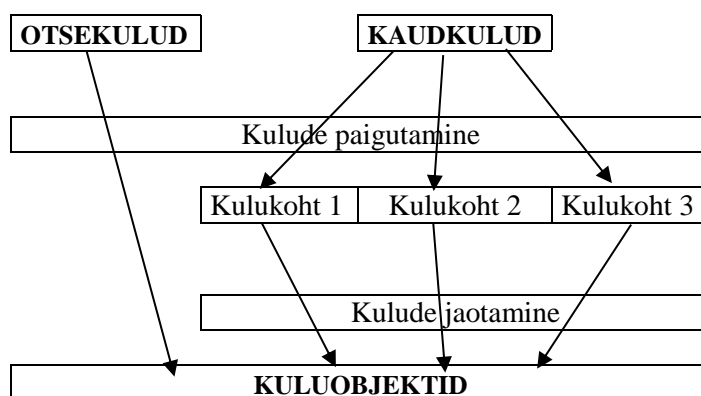 OTSEKULUD KAUDKULUD
Kulude paigutamine
Kulukoht 1 Kulukoht 2 Kulukoht 3
Kulude jaotamine
KULUOBJEKTID